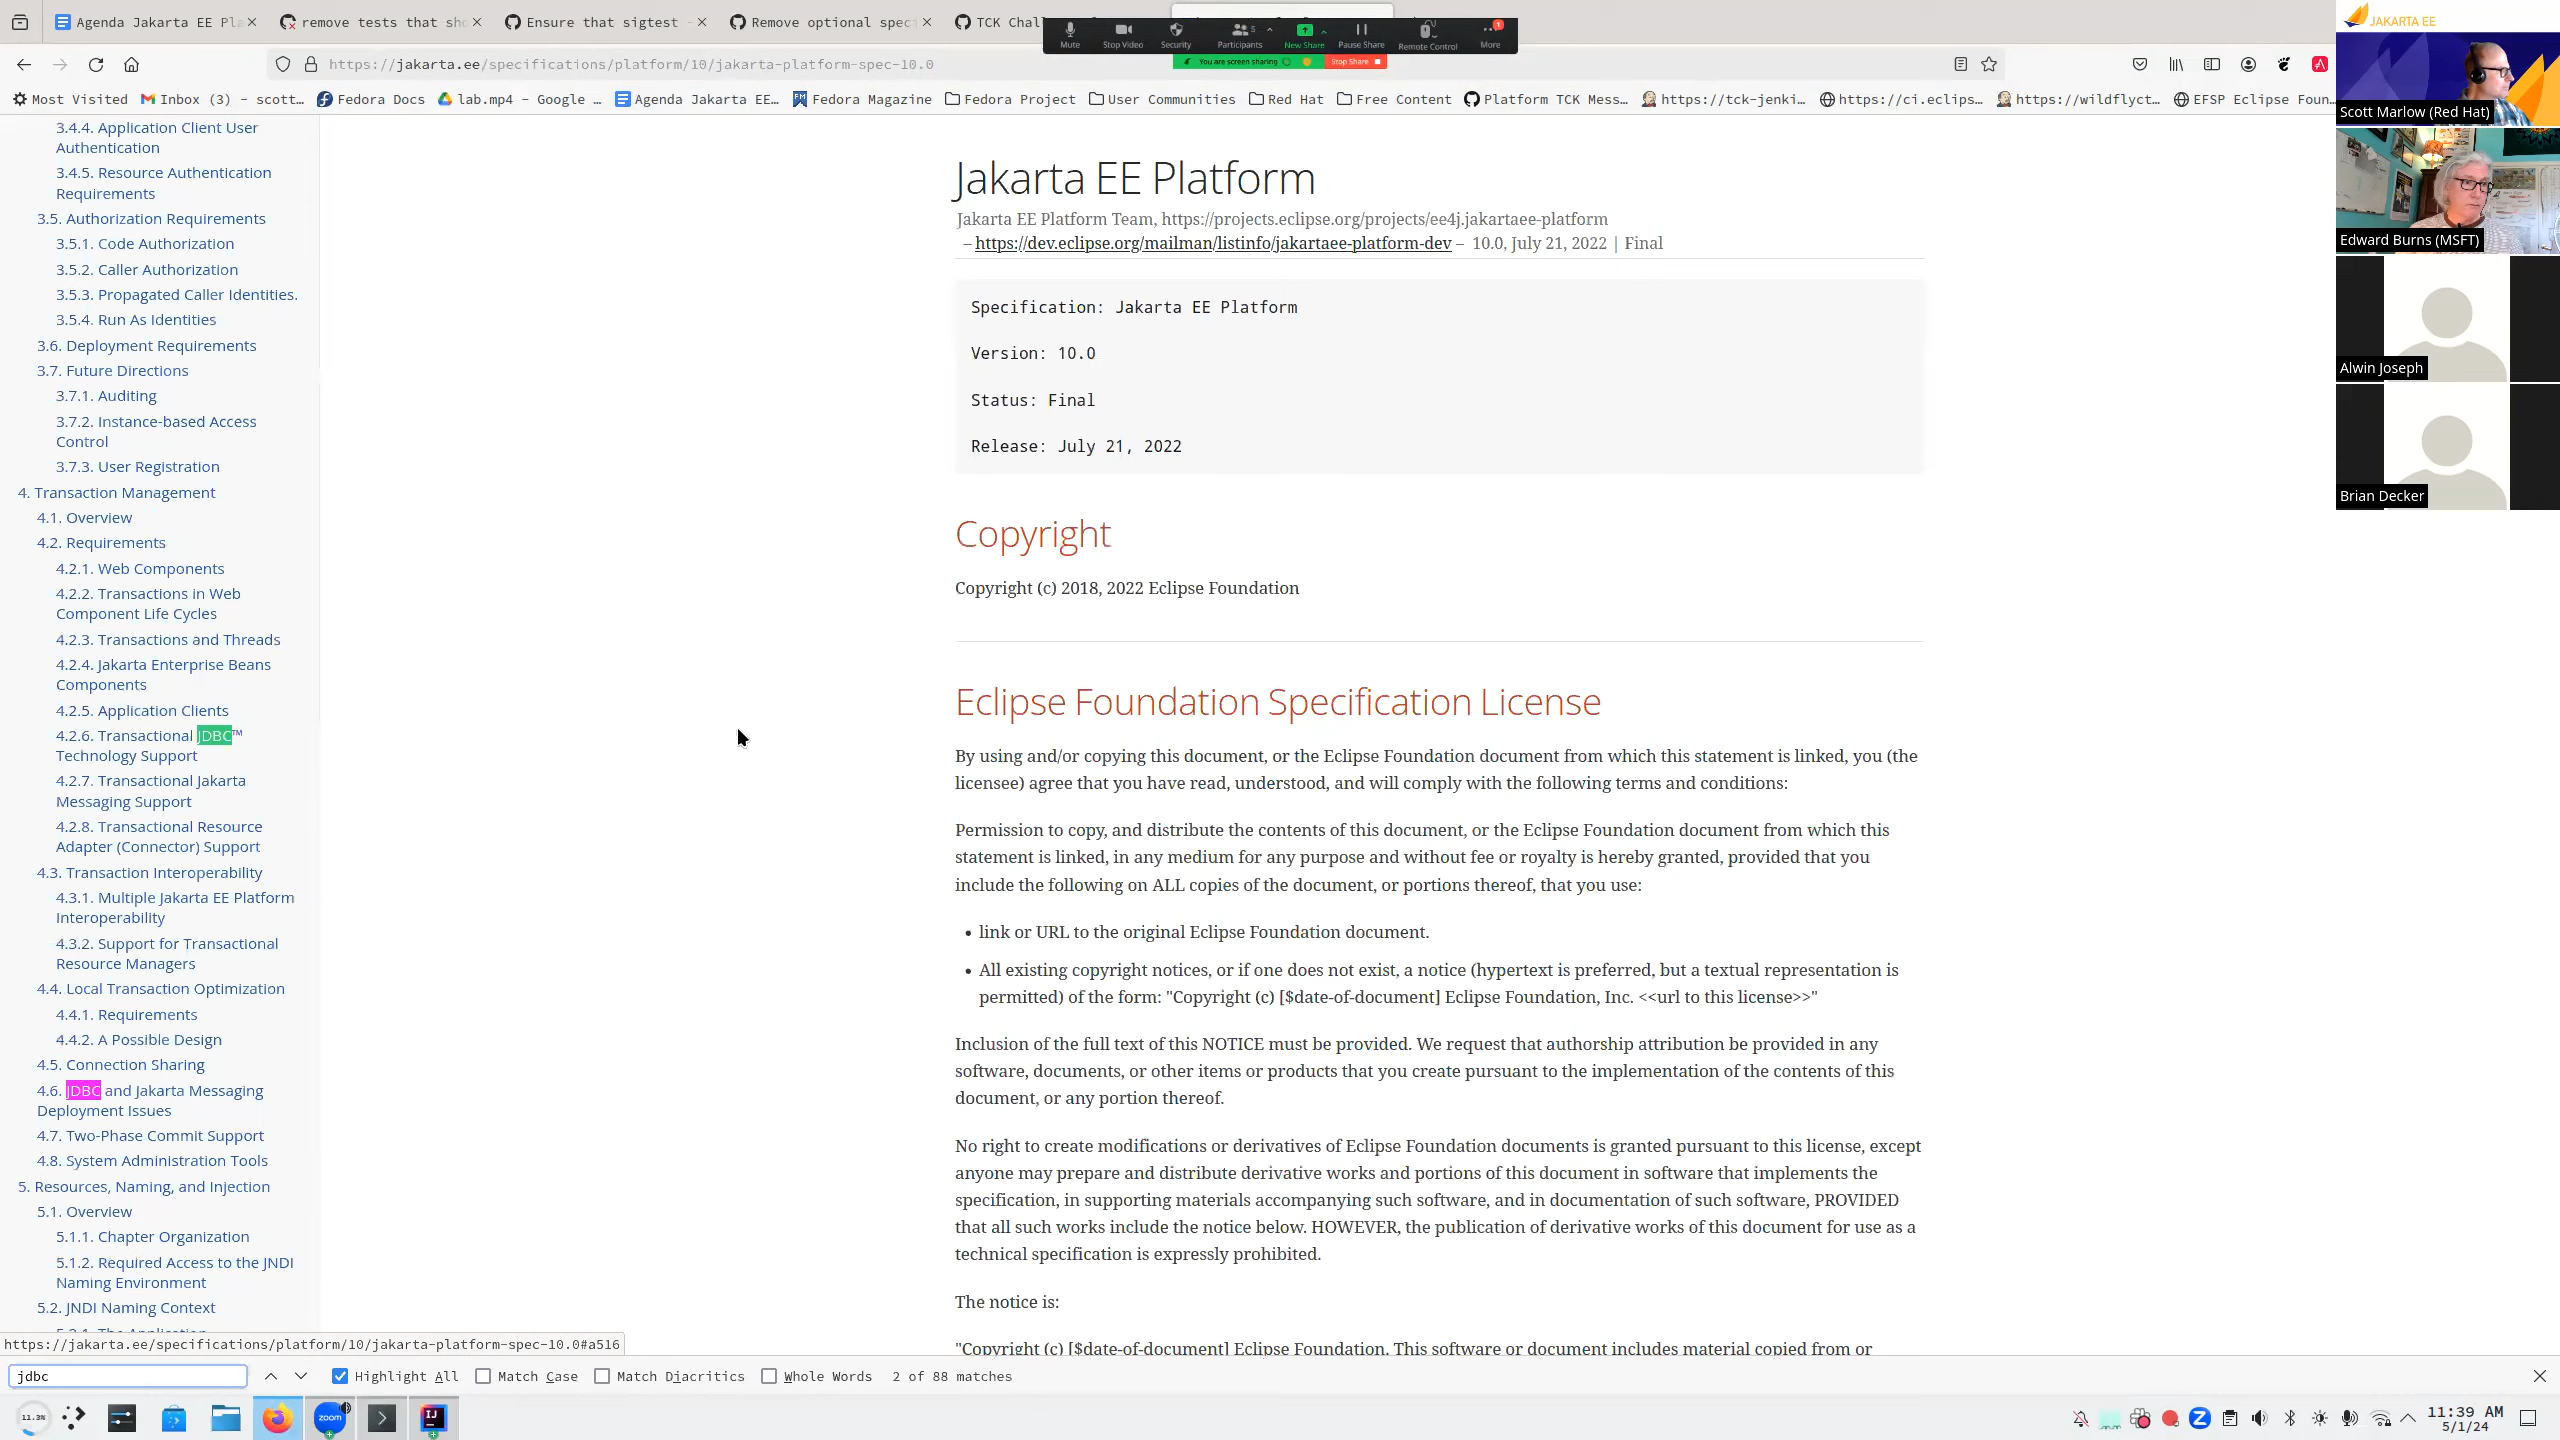 Agenda Jakarta EE Pla
remove tests that sho
Ensure that sigtest -
Remove optional spec
TCK Chal
Mute
Stop Video
Security
Participants
5
New Share
Pause Share
Remote Control
More
1
You are screen sharing
Stop Share
https://jakarta.ee/specifications/platform/10/jakarta-platform-spec-10.0
Most Visited
Inbox (3) - scott...
Fedora Docs
lab.mp4 - Google ...
Agenda Jakarta EE...
Fedora Magazine
Fedora Project
User Communities
Red Hat
Free Content
Platform TCK Mess...
https://tck-jenki...
https://ci.eclips...
https://wildflyct...
EFSP Eclipse Foun...
JAKARTA EE
Scott Marlow (Red Hat)
Edward Burns (MSFT)
Alwin Joseph
Brian Decker
3.4.4. Application Client User
Authentication
3.4.5. Resource Authentication
Requirements
3.5. Authorization Requirements
3.5.1. Code Authorization
3.5.2. Caller Authorization
3.5.3. Propagated Caller Identities.
3.5.4. Run As Identities
3.6. Deployment Requirements
3.7. Future Directions
3.7.1. Auditing
3.7.2. Instance-based Access
Control
3.7.3. User Registration
4. Transaction Management
4.1. Overview
4.2. Requirements
4.2.1. Web Components
4.2.2. Transactions in Web
Component Life Cycles
4.2.3. Transactions and Threads
4.2.4. Jakarta Enterprise Beans
Components
4.2.5. Application Clients
4.2.6. Transactional JDBC™
Technology Support
4.2.7. Transactional Jakarta
Messaging Support
4.2.8. Transactional Resource
Adapter (Connector) Support
4.3. Transaction Interoperability
4.3.1. Multiple Jakarta EE Platform
Interoperability
4.3.2. Support for Transactional
Resource Managers
4.4. Local Transaction Optimization
4.4.1. Requirements
4.4.2. A Possible Design
4.5. Connection Sharing
4.6. JDBC and Jakarta Messaging
Deployment Issues
4.7. Two-Phase Commit Support
4.8. System Administration Tools
5. Resources, Naming, and Injection
5.1. Overview
5.1.1. Chapter Organization
5.1.2. Required Access to the JNDI
Naming Environment
5.2. JNDI Naming Context
Jakarta EE Platform
Jakarta EE Platform Team, https://projects.eclipse.org/projects/ee4j.jakartaee-platform
– https://dev.eclipse.org/mailman/listinfo/jakartaee-platform-dev – 10.0, July 21, 2022 | Final
Specification: Jakarta EE Platform
Version: 10.0
Status: Final
Release: July 21, 2022
Copyright
Copyright (c) 2018, 2022 Eclipse Foundation
Eclipse Foundation Specification License
By using and/or copying this document, or the Eclipse Foundation document from which this statement is linked, you (the
licensee) agree that you have read, understood, and will comply with the following terms and conditions:
Permission to copy, and distribute the contents of this document, or the Eclipse Foundation document from which this
statement is linked, in any medium for any purpose and without fee or royalty is hereby granted, provided that you
include the following on ALL copies of the document, or portions thereof, that you use:
• link or URL to the original Eclipse Foundation document.
• All existing copyright notices, or if one does not exist, a notice (hypertext is preferred, but a textual representation is
permitted) of the form: "Copyright (c) [$date-of-document] Eclipse Foundation, Inc. <<url to this license>>"
Inclusion of the full text of this NOTICE must be provided. We request that authorship attribution be provided in any
software, documents, or other items or products that you create pursuant to the implementation of the contents of this
document, or any portion thereof.
No right to create modifications or derivatives of Eclipse Foundation documents is granted pursuant to this license, except
anyone may prepare and distribute derivative works and portions of this document in software that implements the
specification, in supporting materials accompanying such software, and in documentation of such software, PROVIDED
that all such works include the notice below. HOWEVER, the publication of derivative works of this document for use as a
technical specification is expressly prohibited.
The notice is:
"Copyright (c) [$date-of-document] Eclipse Foundation. This software or document includes material copied from or
https://jakarta.ee/specifications/platform/10/jakarta-platform-spec-10.0#a516
jdbc
Highlight All
Match Case
Match Diacritics
Whole Words
2 of 88 matches
11.3%
zoom
IJ
11:39 AM
5/1/24